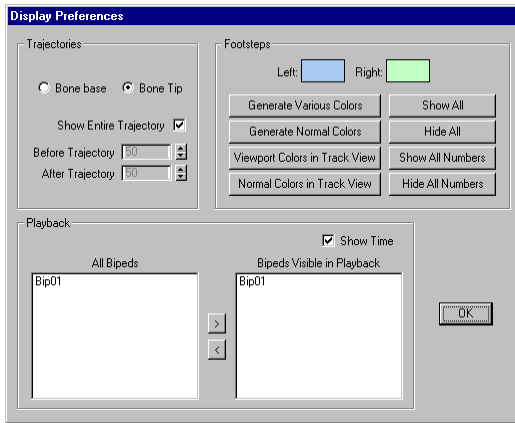 Display Preferences
Trajectories
Bone base Bone Tip
Show Entire Trajectory
Before Trajectory 50
After Trajectory 50
Footsteps
Left: Right:
Generate Various Colors Show All
Generate Normal Colors Hide All
Viewport Colors in Track View Show All Numbers
Normal Colors in Track View Hide All Numbers
Playback
Show Time
All Bipeds Bipeds Visible in Playback
Bip01 Bip01
>
<
OK